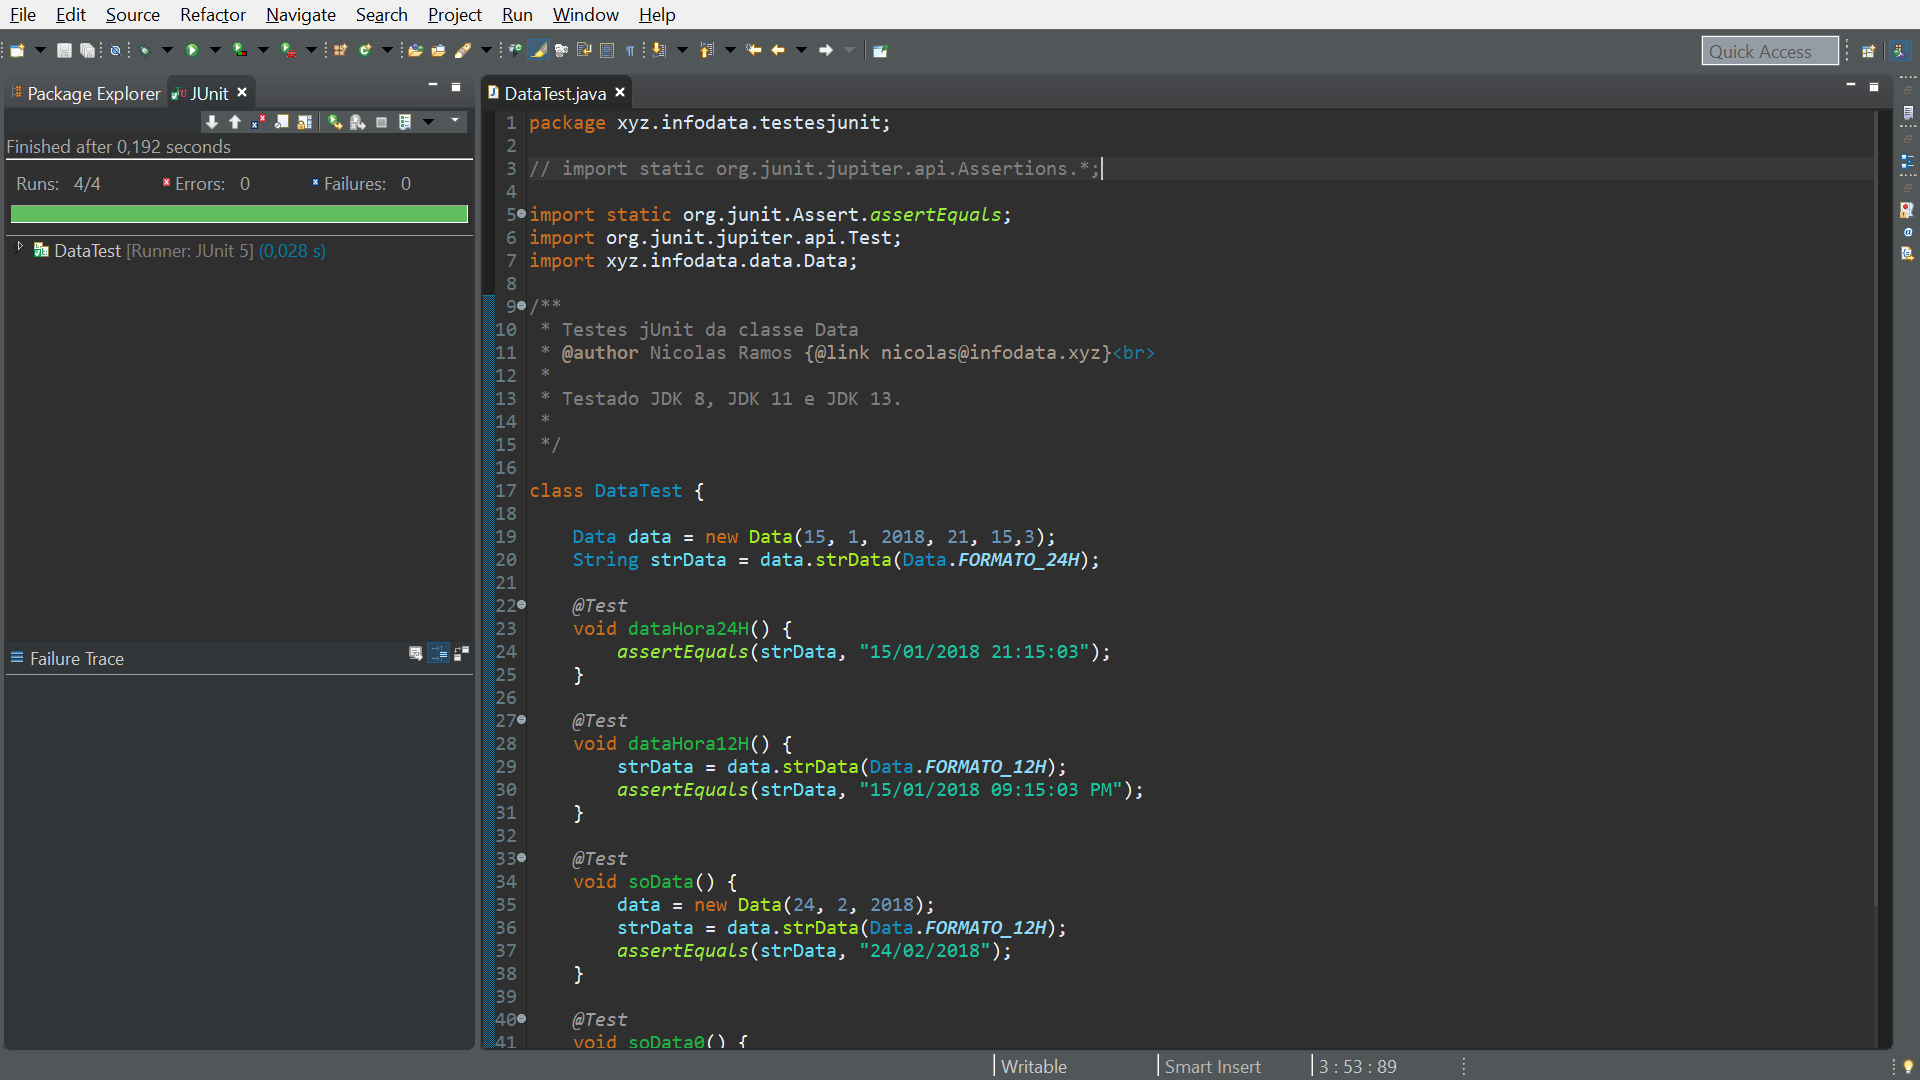 File Edit Source Refactor Navigate Search Project Run Window Help
Quick Access
Package Explorer JUnit
Finished after 0,192 seconds
Runs: 4/4 Errors: 0 Failures: 0
DataTest [Runner: JUnit 5] (0,028 s)
Failure Trace
DataTest.java
1 package xyz.infodata.testesjunit;
2
3 // import static org.junit.jupiter.api.Assertions.*;
4
5 import static org.junit.Assert.assertEquals;
6 import org.junit.jupiter.api.Test;
7 import xyz.infodata.data.Data;
8
9 /**
10 * Testes jUnit da classe Data
11 * @author Nicolas Ramos {@link nicolas@infodata.xyz}<br>
12 *
13 * Testado JDK 8, JDK 11 e JDK 13.
14 *
15 */
16
17 class DataTest {
18
19 Data data = new Data(15, 1, 2018, 21, 15,3);
20 String strData = data.strData(Data.FORMATO_24H);
21
22 @Test
23 void dataHora24H() {
24 assertEquals(strData, "15/01/2018 21:15:03");
25 }
26
27 @Test
28 void dataHora12H() {
29 strData = data.strData(Data.FORMATO_12H);
30 assertEquals(strData, "15/01/2018 09:15:03 PM");
31 }
32
33 @Test
34 void soData() {
35 data = new Data(24, 2, 2018);
36 strData = data.strData(Data.FORMATO_12H);
37 assertEquals(strData, "24/02/2018");
38 }
39
40 @Test
41 void soData0() {
Writable Smart Insert 3 : 53 : 89